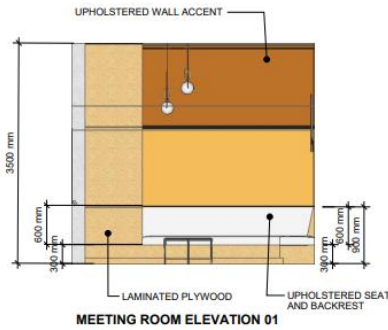 UPHOLSTERED WALL ACCENT
3500 mm
600 mm
300 mm
300 mm
600 mm
900 mm
LAMINATED PLYWOOD
UPHOLSTERED SEAT
AND BACKREST
MEETING ROOM ELEVATION 01